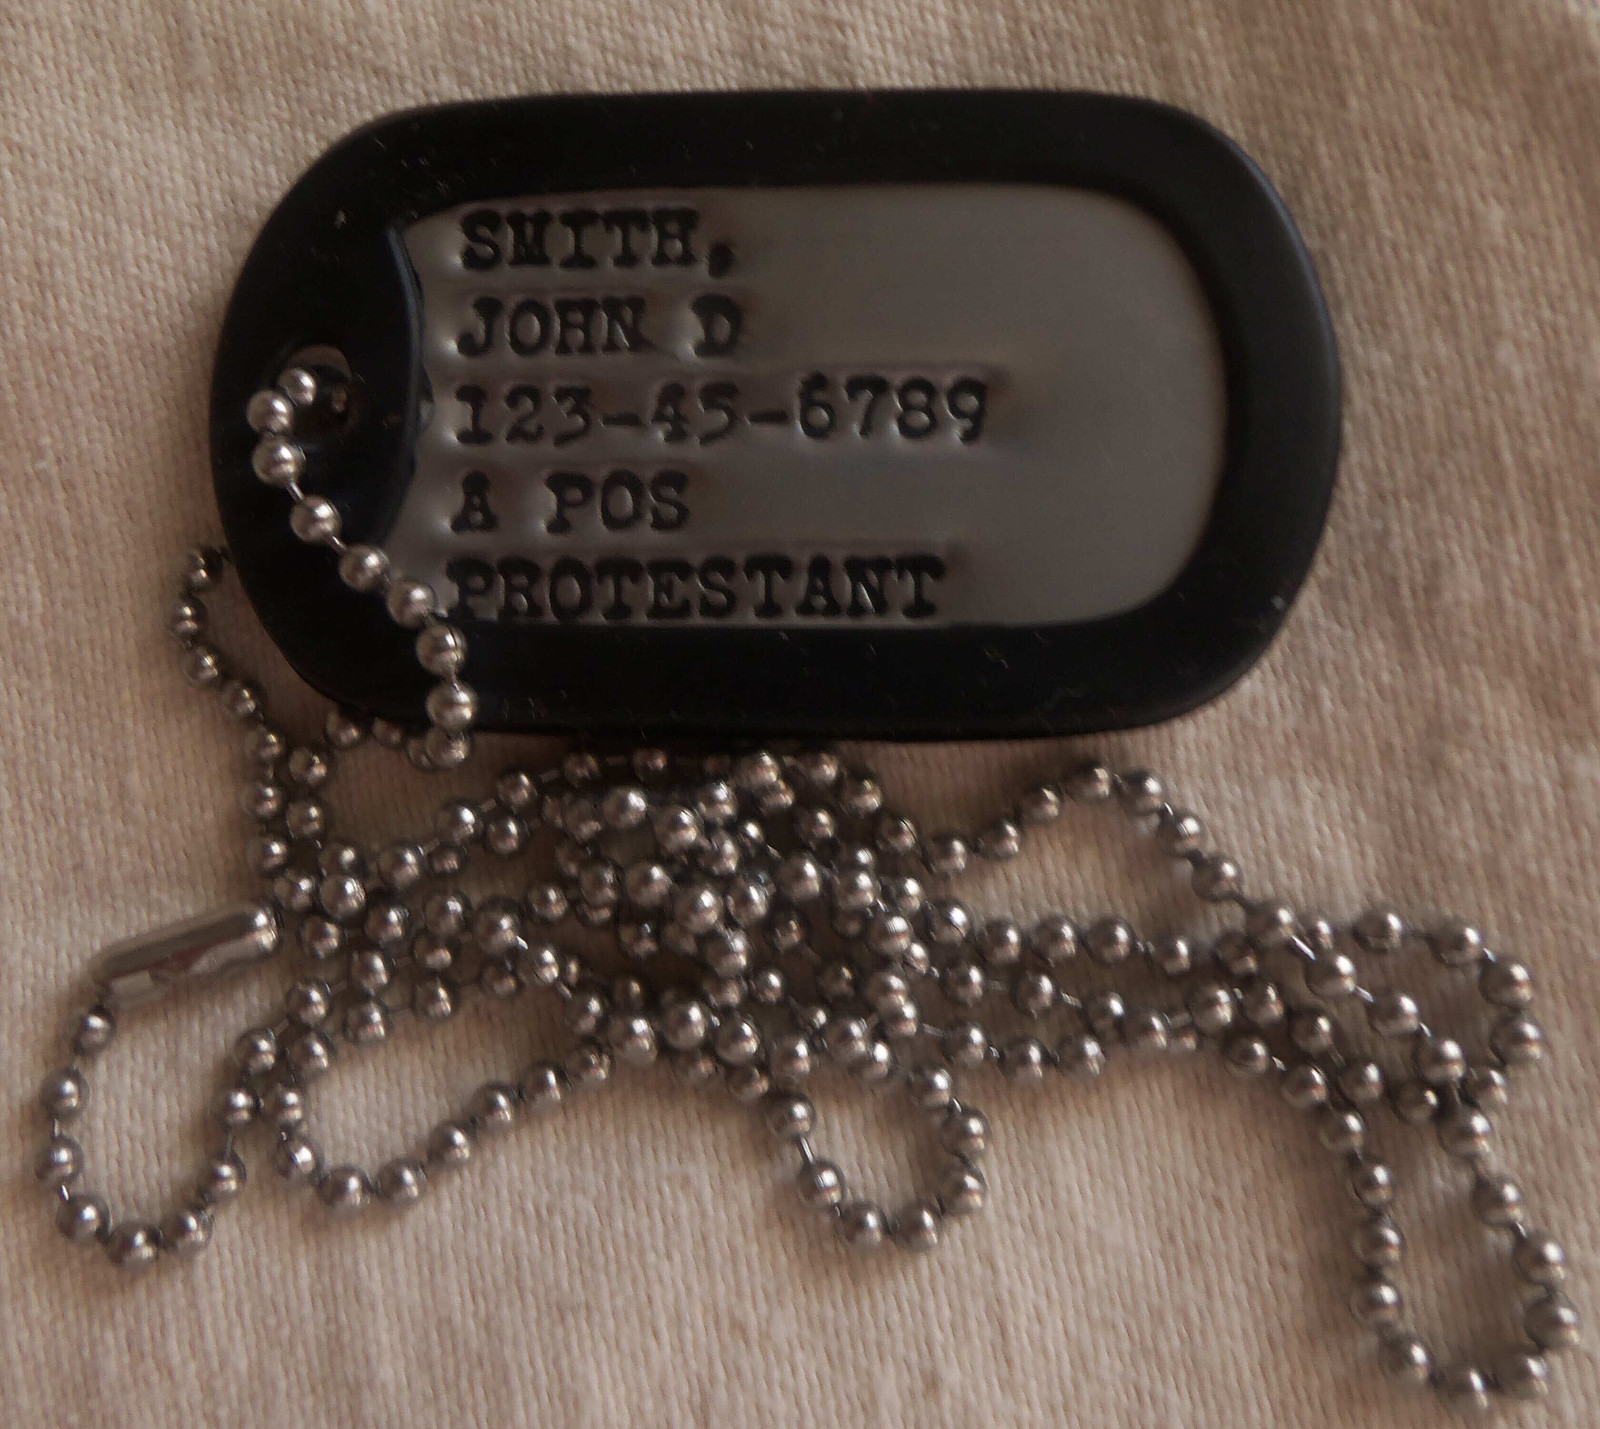 SMITH,
JOHN D
123-45-6789
A POS
PROTESTANT